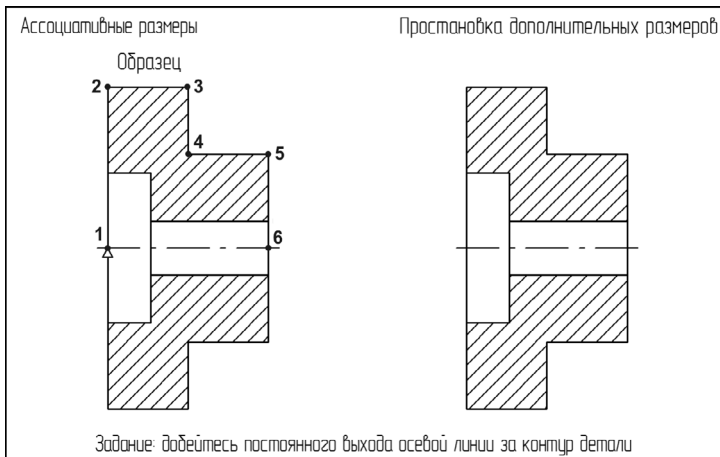 Ассоциативные размеры
Простановка дополнительных размеров
Образец
2 3
4 5
1 6
Задание: добейтесь постоянного выхода осевой линии за контур детали